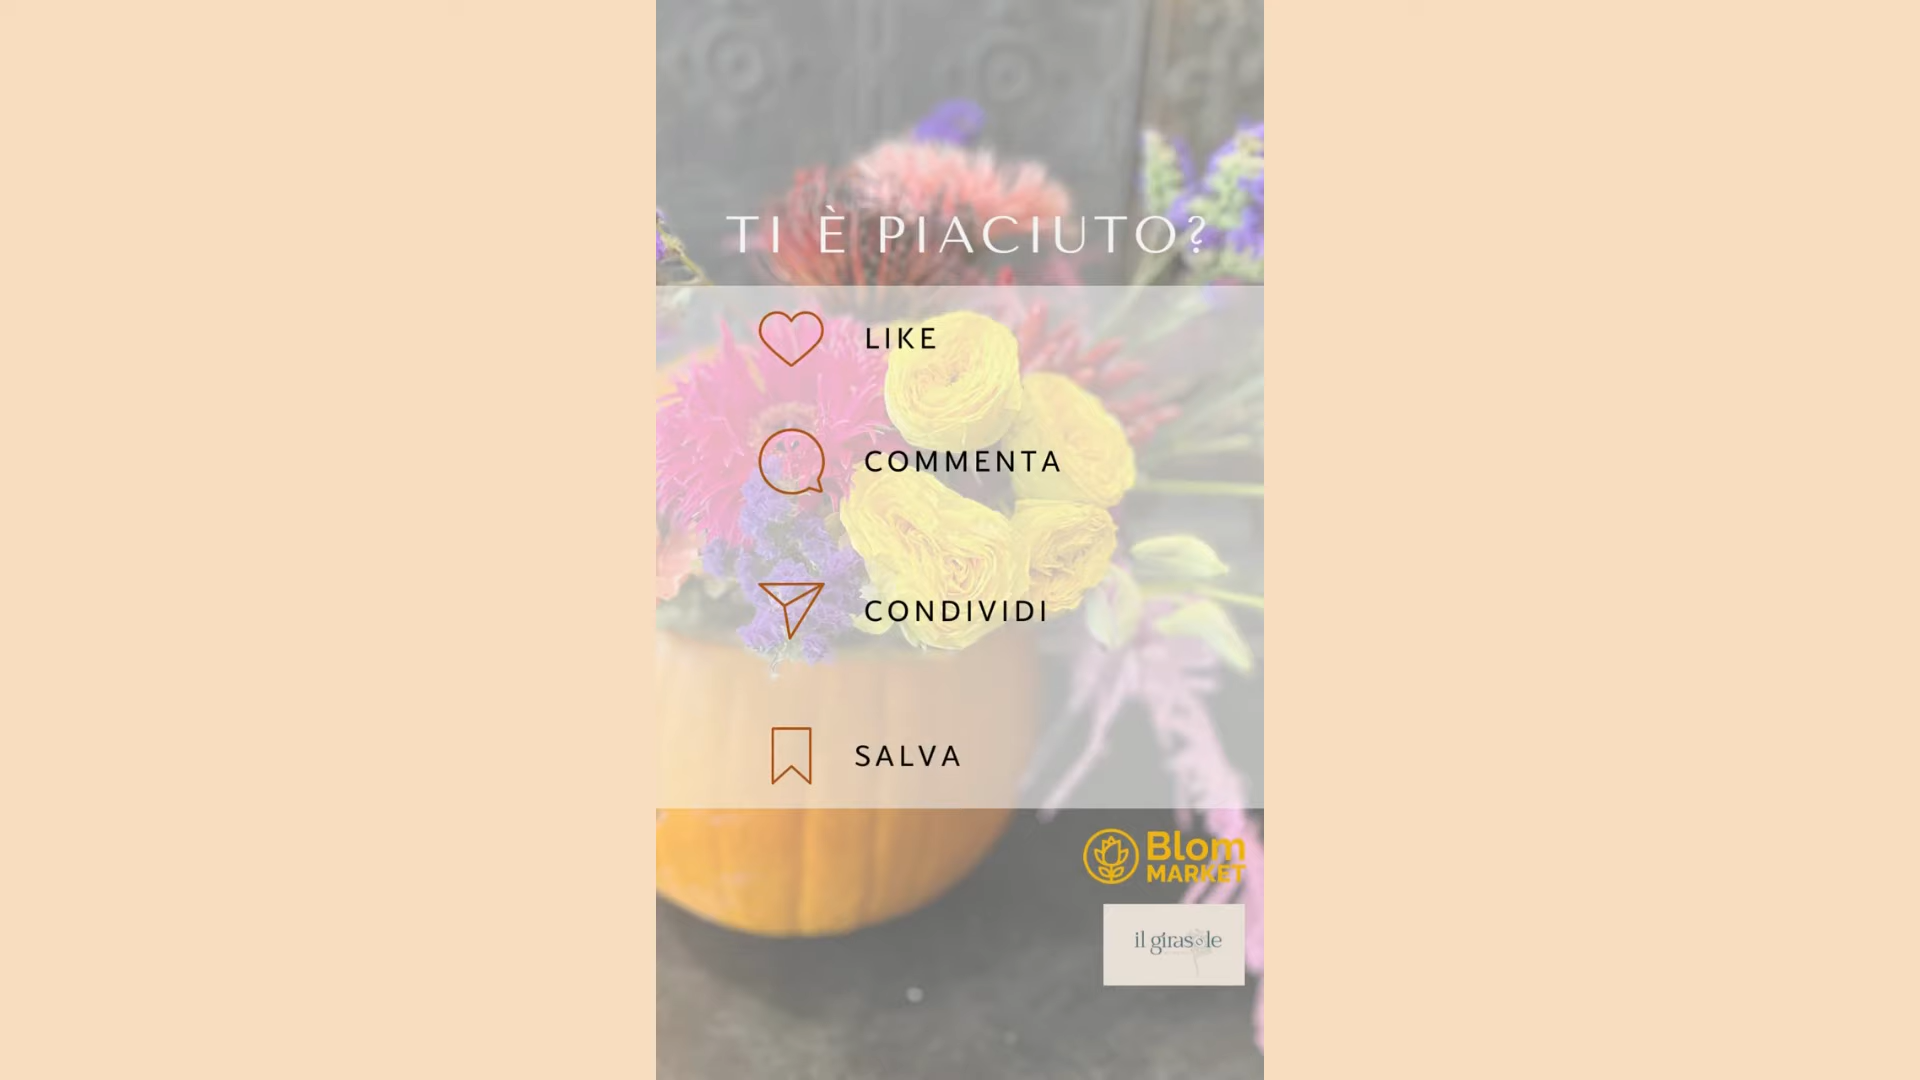 TI È PIACIUTO?
LIKE
COMMENTA
CONDIVIDI
SALVA
Blom
MARKET
il girasole